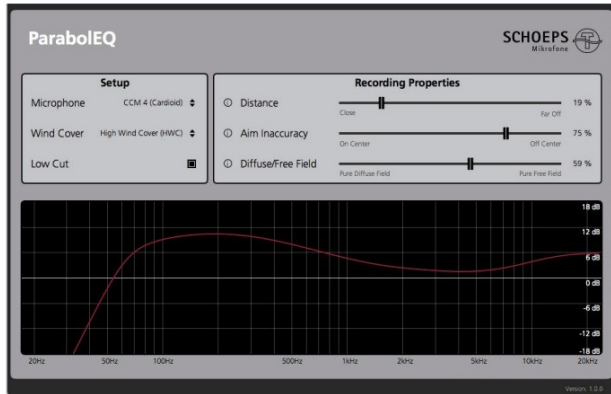 ParabolEQ
SCHOEPS
Mikrofone
Setup
Microphone CCM 4 (Cardioid)
Wind Cover High Wind Cover (HWC)
Low Cut
Recording Properties
Distance 19 %
Close Far Off
Aim Inaccuracy 75 %
On Center Off Center
Diffuse/Free Field 59 %
Pure Diffuse Field Pure Free Field
18 dB
12 dB
6 dB
0 dB
-6 dB
-12 dB
-18 dB
20Hz 50Hz 100Hz 500Hz 1kHz 2kHz 5kHz 10kHz 20kHz
Version. 1.0.0